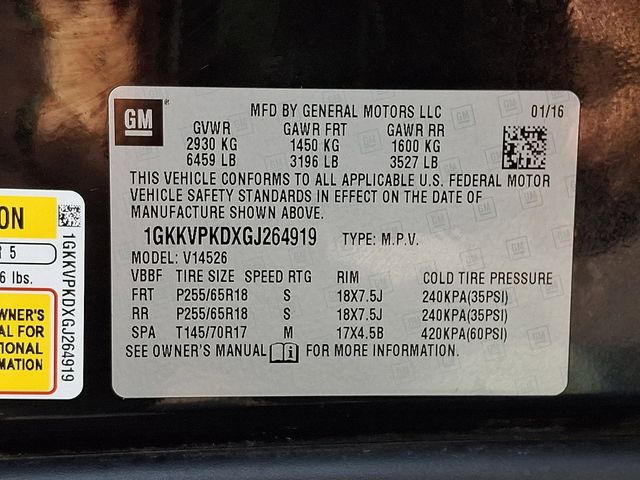 GM
MFD BY GENERAL MOTORS LLC 01/16
GVWR GAWR FRT GAWR RR
2930 KG 1450 KG 1600 KG
6459 LB 3196 LB 3527 LB
THIS VEHICLE CONFORMS TO ALL APPLICABLE U.S. FEDERAL MOTOR
VEHICLE SAFETY STANDARDS IN EFFECT ON THE DATE OF
MANUFACTURE SHOWN ABOVE.
1GKKVPKDXGJ264919 TYPE: M.P.V.
MODEL: V14526
VBBF TIRE SIZE SPEED RTG RIM COLD TIRE PRESSURE
FRT P255/65R18 S 18X7.5J 240KPA(35PSI)
RR P255/65R18 S 18X7.5J 240KPA(35PSI)
SPA T145/70R17 M 17X4.5B 420KPA(60PSI)
SEE OWNER'S MANUAL FOR MORE INFORMATION.
ON
5
6 lbs.
WNER'S
AL FOR
TIONAL
MATION
1GKKVPKDXGJ264919